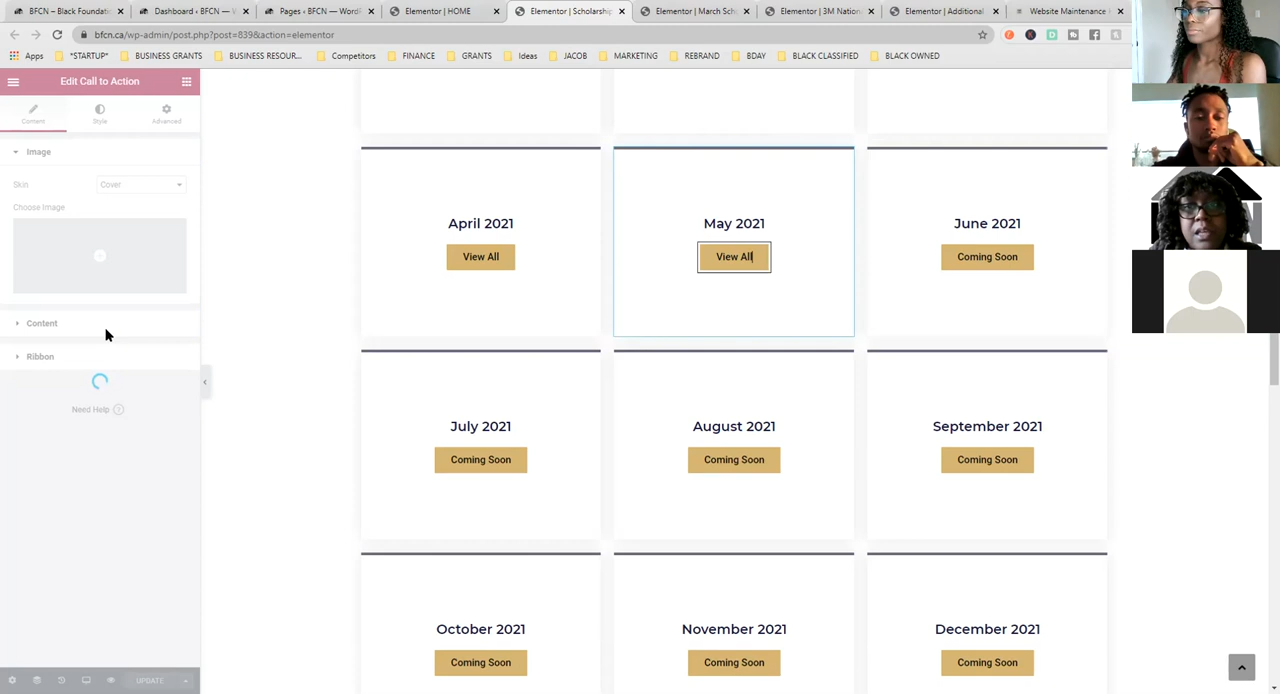 BFCN – Black Foundatio
Dashboard ‹ BFCN — W
Pages ‹ BFCN — WordP
Elementor | HOME
Elementor | Scholarship
Elementor | March Scho
Elementor | 3M Nation
Elementor | Additional
Website Maintenance
bfcn.ca/wp-admin/post.php?post=839&action=elementor
Apps
*STARTUP*
BUSINESS GRANTS
BUSINESS RESOUR...
Competitors
FINANCE
GRANTS
Ideas
JACOB
MARKETING
REBRAND
BDAY
BLACK CLASSIFIED
BLACK OWNED
Edit Call to Action
Content
Style
Advanced
Image
Skin
Cover
Choose Image
Content
Ribbon
Need Help
UPDATE
April 2021
View All
May 2021
View All
June 2021
Coming Soon
July 2021
Coming Soon
August 2021
Coming Soon
September 2021
Coming Soon
October 2021
Coming Soon
November 2021
Coming Soon
December 2021
Coming Soon